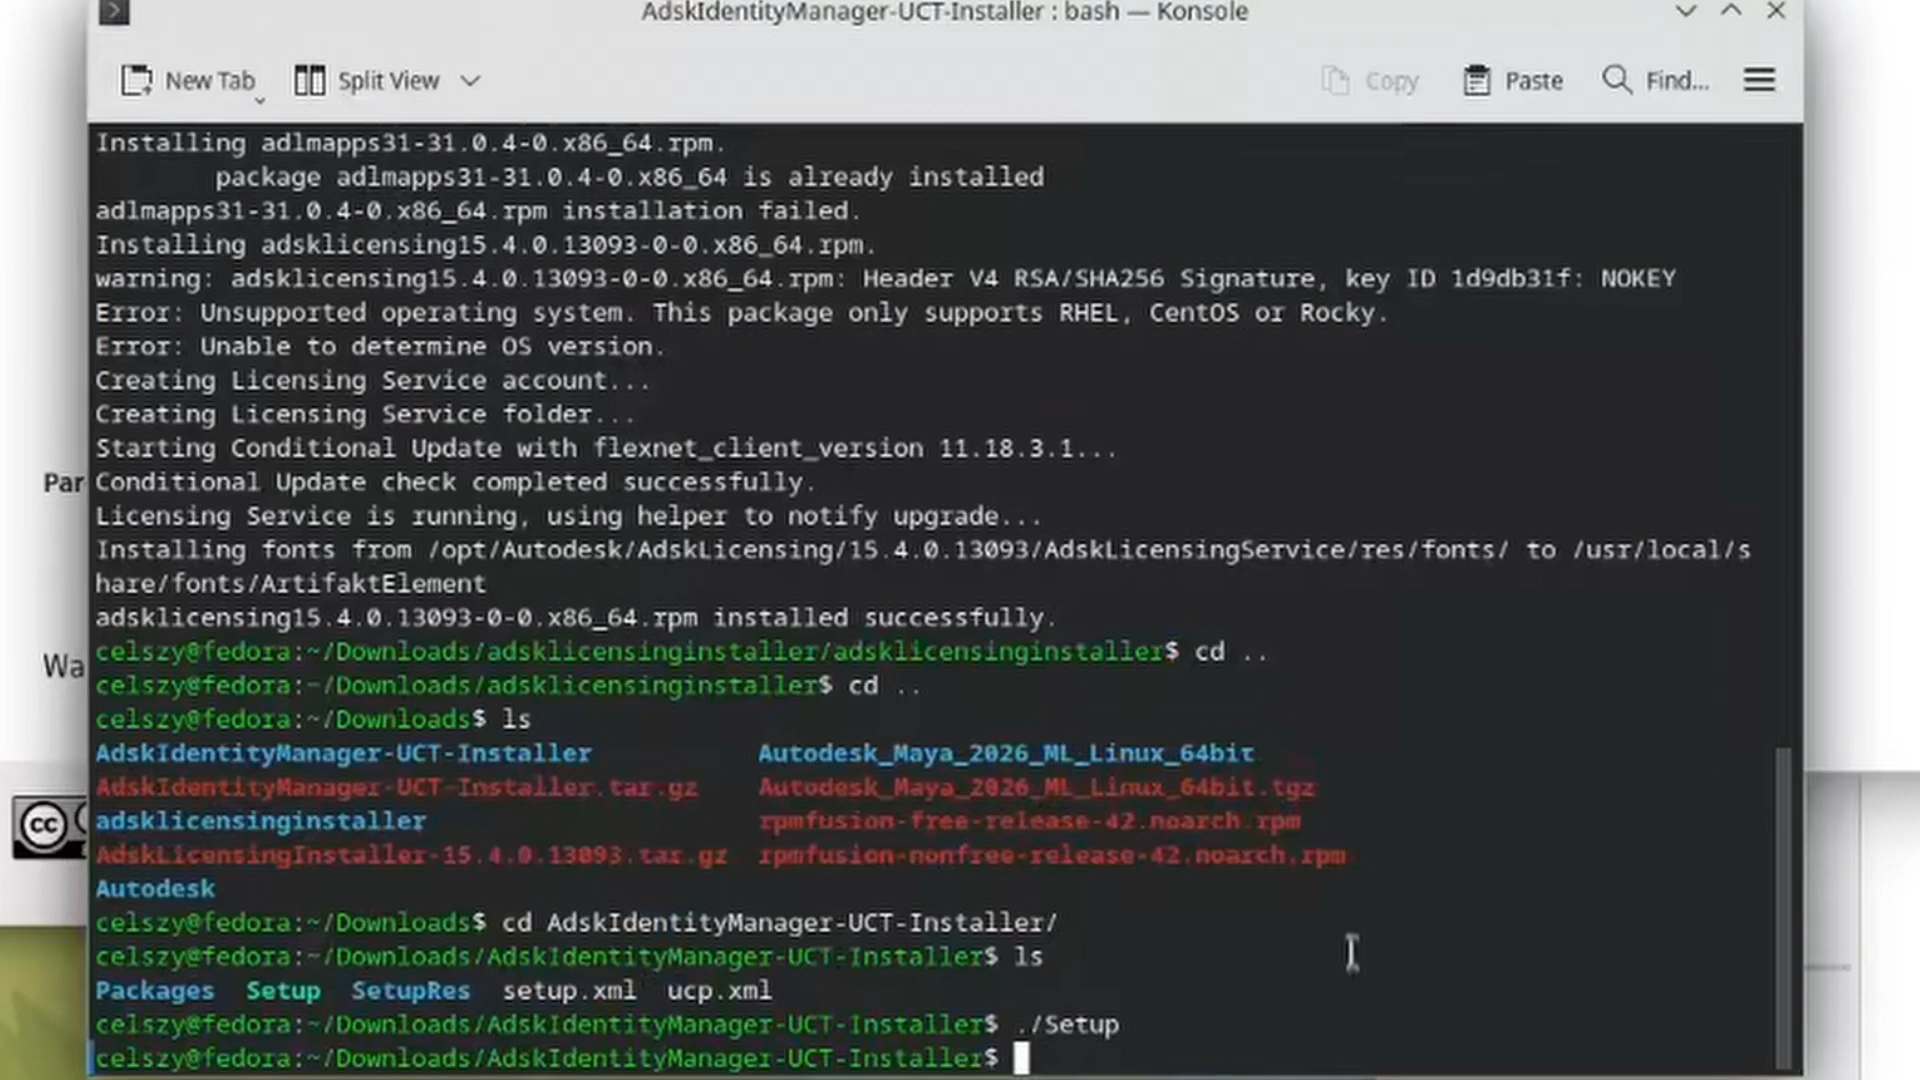 AdskIdentityManager-UCT-Installer : bash — Konsole
New Tab Split View Copy Paste Find...
Installing adlmapps31-31.0.4-0.x86_64.rpm.
package adlmapps31-31.0.4-0.x86_64 is already installed
adlmapps31-31.0.4-0.x86_64.rpm installation failed.
Installing adsklicensing15.4.0.13093-0-0.x86_64.rpm.
warning: adsklicensing15.4.0.13093-0-0.x86_64.rpm: Header V4 RSA/SHA256 Signature, key ID 1d9db31f: NOKEY
Error: Unsupported operating system. This package only supports RHEL, CentOS or Rocky.
Error: Unable to determine OS version.
Creating Licensing Service account...
Creating Licensing Service folder...
Starting Conditional Update with flexnet_client_version 11.18.3.1...
Par
Conditional Update check completed successfully.
Licensing Service is running, using helper to notify upgrade...
Installing fonts from /opt/Autodesk/AdskLicensing/15.4.0.13093/AdskLicensingService/res/fonts/ to /usr/local/s
hare/fonts/ArtifaktElement
adsklicensing15.4.0.13093-0-0.x86_64.rpm installed successfully.
celszy@fedora:~/Downloads/adsklicensinginstaller/adsklicensinginstaller$ cd ..
Wa
celszy@fedora:~/Downloads/adsklicensinginstaller$ cd ..
celszy@fedora:~/Downloads$ ls
AdskIdentityManager-UCT-Installer Autodesk_Maya_2026_ML_Linux_64bit
AdskIdentityManager-UCT-Installer.tar.gz Autodesk_Maya_2026_ML_Linux_64bit.tgz
adsklicensinginstaller rpmfusion-free-release-42.noarch.rpm
cc
AdskLicensingInstaller-15.4.0.13093.tar.gz rpmfusion-nonfree-release-42.noarch.rpm
Autodesk
celszy@fedora:~/Downloads$ cd AdskIdentityManager-UCT-Installer/
celszy@fedora:~/Downloads/AdskIdentityManager-UCT-Installer$ ls
Packages Setup SetupRes setup.xml ucp.xml
celszy@fedora:~/Downloads/AdskIdentityManager-UCT-Installer$ ./Setup
celszy@fedora:~/Downloads/AdskIdentityManager-UCT-Installer$